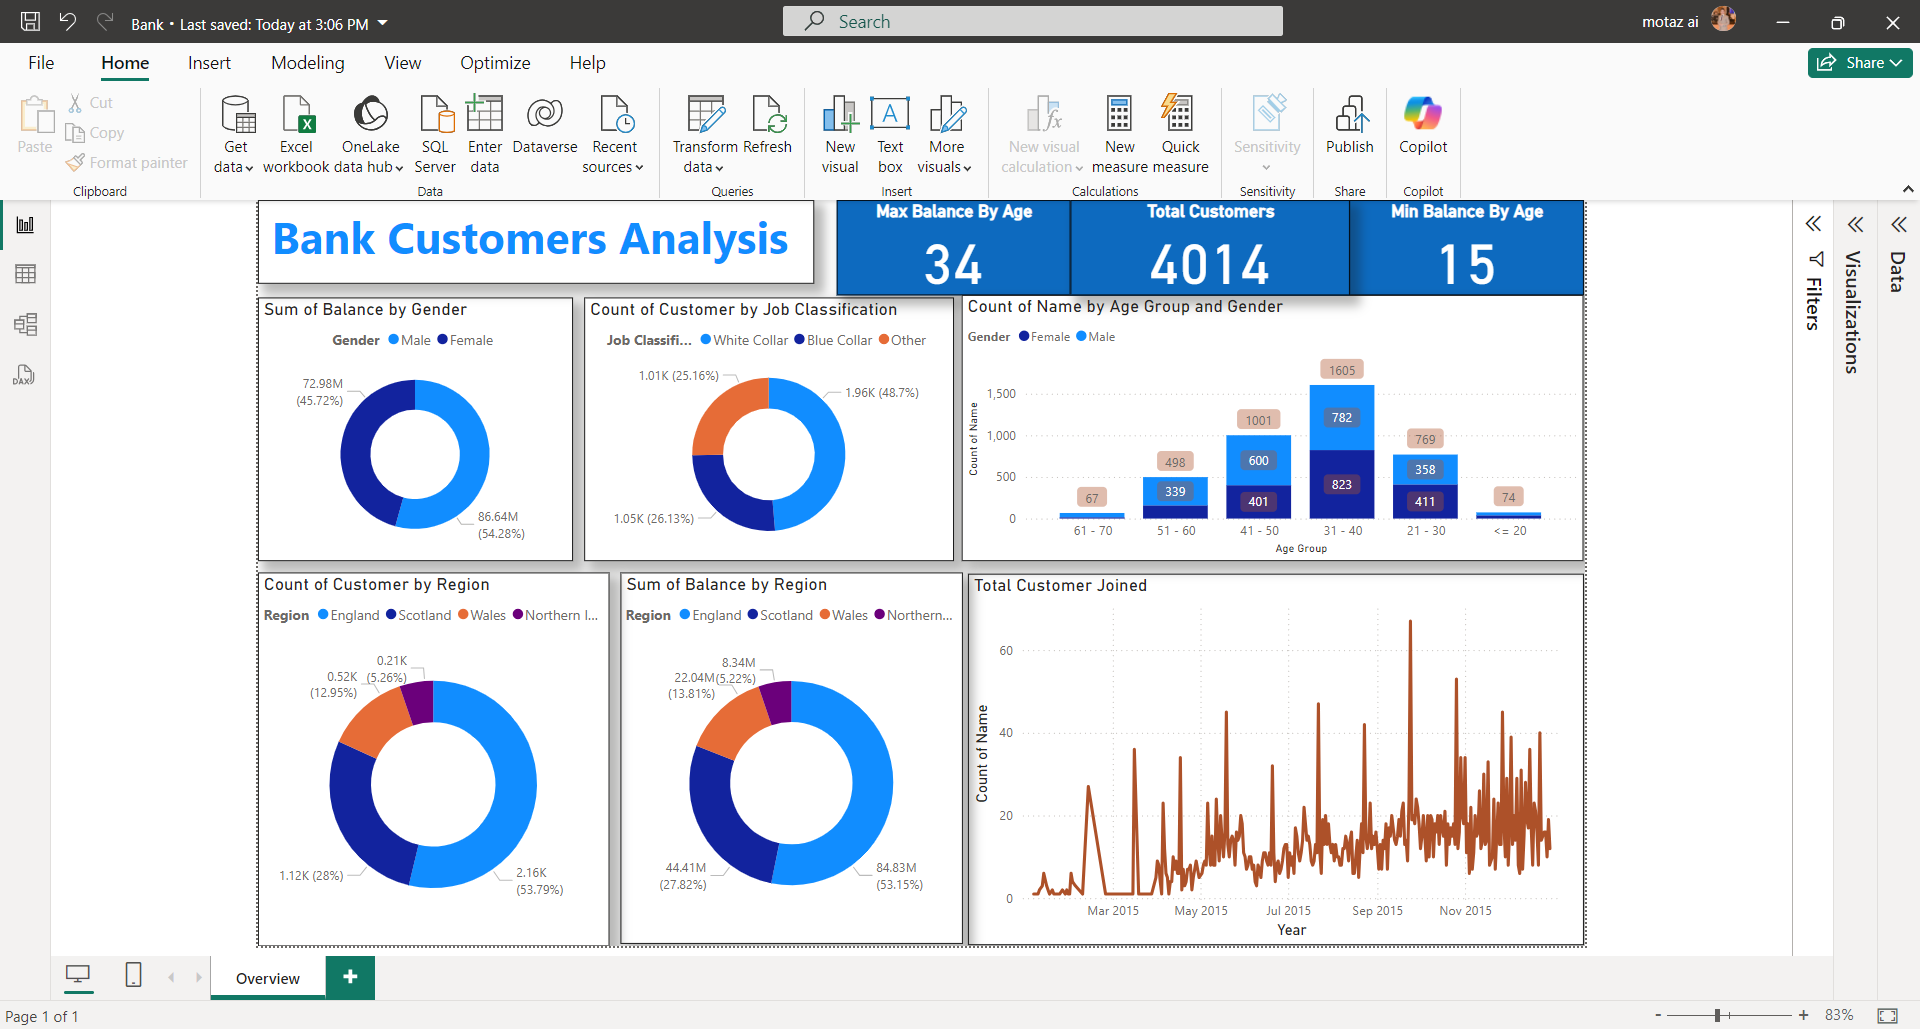 Bank • Last saved: Today at 3:06 PM
Search
motaz ai
File Home Insert Modeling View Optimize Help
Share
Paste
Cut
Copy
Format painter
Clipboard
Get data
Excel workbook
OneLake data hub
SQL Server
Enter data
Dataverse
Recent sources
Data
Transform data
Refresh
Queries
New visual
Text box
More visuals
Insert
New visual calculation
New measure
Quick measure
Calculations
Sensitivity
Sensitivity
Publish
Share
Copilot
Copilot
DAX
Bank Customers Analysis
Max Balance By Age
34
Total Customers
4014
Min Balance By Age
15
Sum of Balance by Gender
Gender Male Female
72.98M
(45.72%)
86.64M
(54.28%)
Count of Customer by Job Classification
Job Classifi... White Collar Blue Collar Other
1.01K (25.16%)
1.96K (48.7%)
1.05K (26.13%)
Count of Name by Age Group and Gender
Gender Female Male
Count of Name
1,500
1,000
500
0
67
498
339
1001
600
401
1605
782
823
769
358
411
74
61 - 70 51 - 60 41 - 50 31 - 40 21 - 30 <= 20
Age Group
Count of Customer by Region
Region England Scotland Wales Northern I...
0.21K
(5.26%)
0.52K
(12.95%)
1.12K (28%)
2.16K
(53.79%)
Sum of Balance by Region
Region England Scotland Wales Northern...
8.34M
(5.22%)
22.04M
(13.81%)
44.41M
(27.82%)
84.83M
(53.15%)
Total Customer Joined
Count of Name
60
40
20
0
Mar 2015 May 2015 Jul 2015 Sep 2015 Nov 2015
Year
Filters
Visualizations
Data
Overview
+
Page 1 of 1
- + 83%